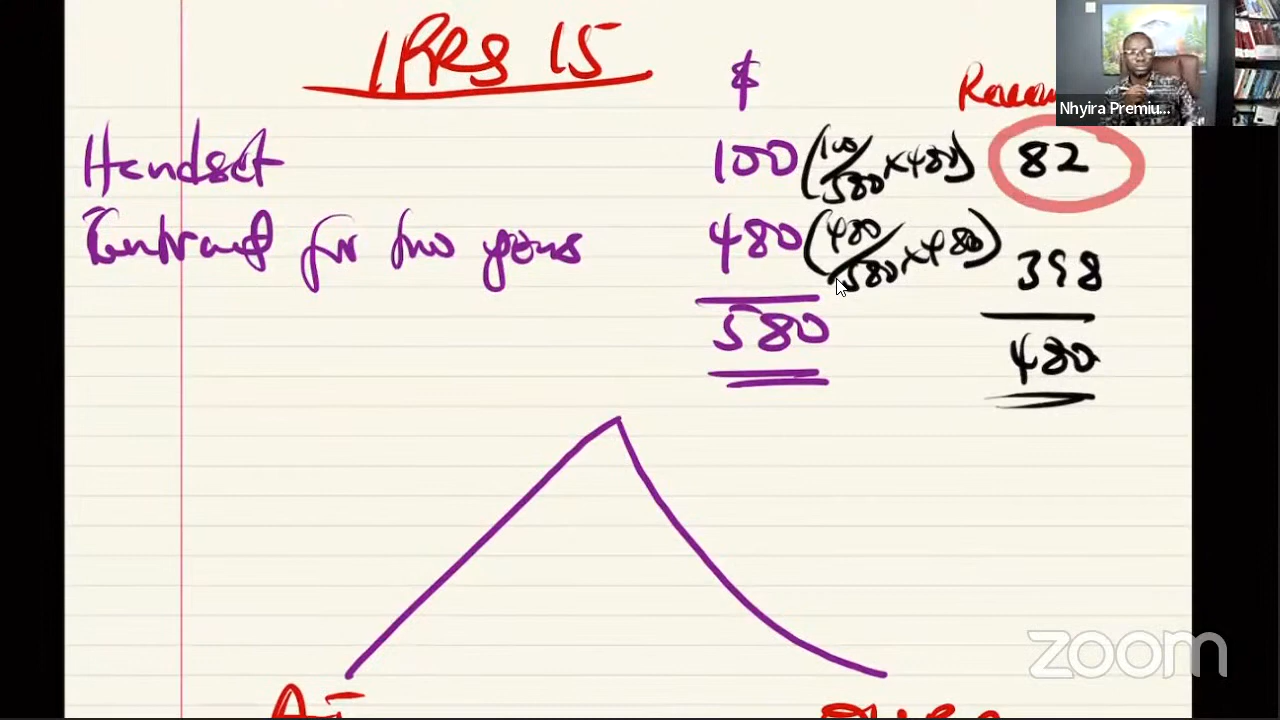 IFRS 15
$
Nhyira Premiu...
Handset 100 (100/580 x 480) 82
Contract for two years 480 (480/580 x 480) 398
580 480
zoom